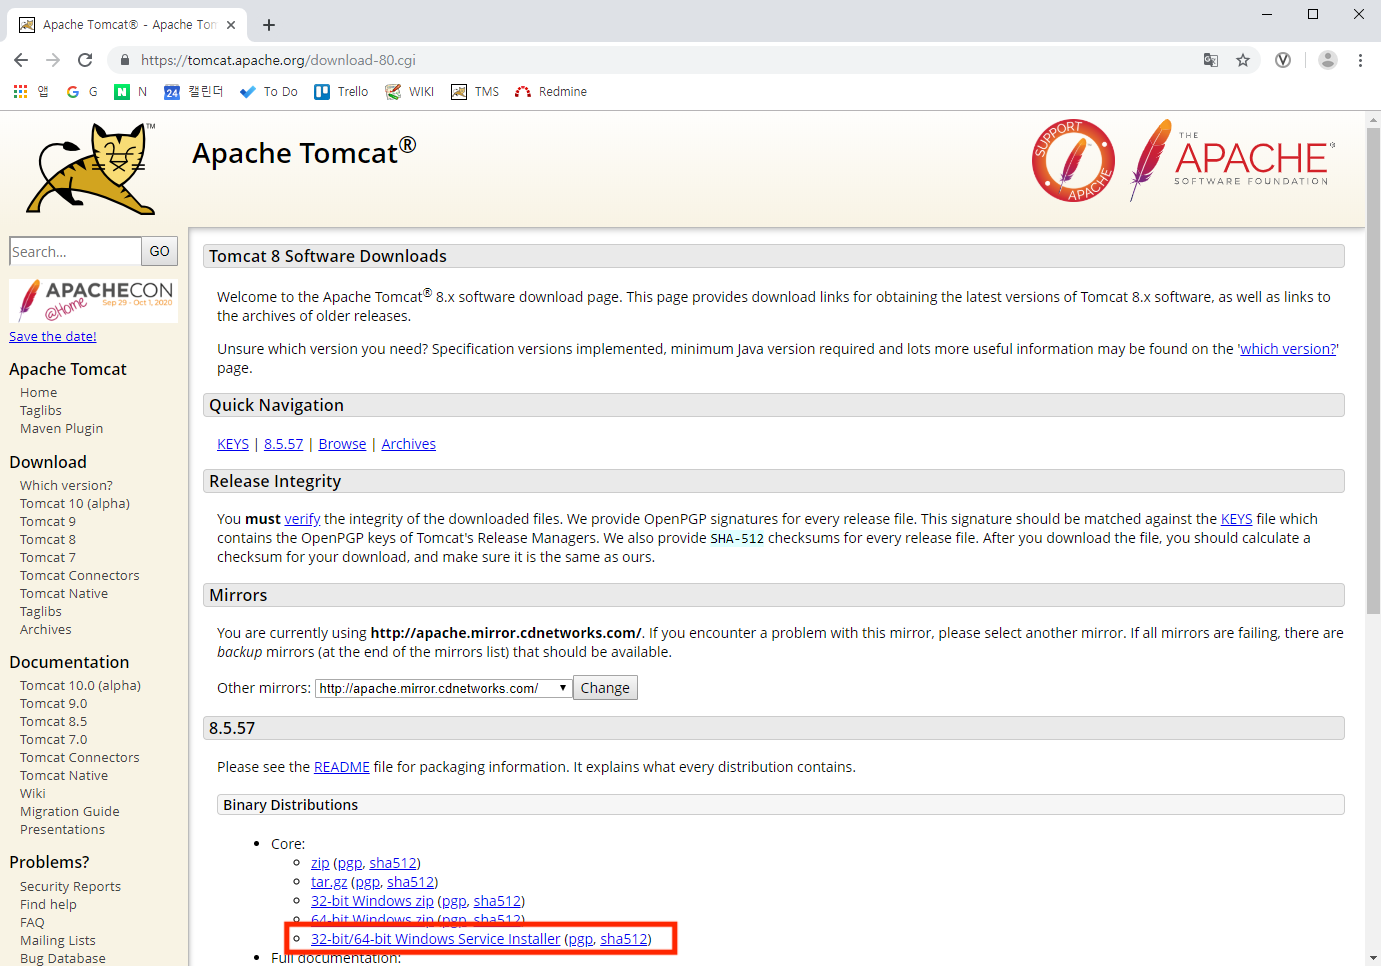 Apache Tomcat® - Apache Tom
https://tomcat.apache.org/download-80.cgi
앱 G N 24 캘린더 To Do Trello WIKI TMS Redmine
TM
Apache Tomcat®
SUPPORT APACHE
THE
APACHE
SOFTWARE FOUNDATION
Search... GO
APACHECON
@Home Sep 29 - Oct 1, 2020
Save the date!
Apache Tomcat
Home
Taglibs
Maven Plugin
Download
Which version?
Tomcat 10 (alpha)
Tomcat 9
Tomcat 8
Tomcat 7
Tomcat Connectors
Tomcat Native
Taglibs
Archives
Documentation
Tomcat 10.0 (alpha)
Tomcat 9.0
Tomcat 8.5
Tomcat 7.0
Tomcat Connectors
Tomcat Native
Wiki
Migration Guide
Presentations
Problems?
Security Reports
Find help
FAQ
Mailing Lists
Bug Database
Tomcat 8 Software Downloads
Welcome to the Apache Tomcat® 8.x software download page. This page provides download links for obtaining the latest versions of Tomcat 8.x software, as well as links to
the archives of older releases.
Unsure which version you need? Specification versions implemented, minimum Java version required and lots more useful information may be found on the 'which version?'
page.
Quick Navigation
KEYS | 8.5.57 | Browse | Archives
Release Integrity
You must verify the integrity of the downloaded files. We provide OpenPGP signatures for every release file. This signature should be matched against the KEYS file which
contains the OpenPGP keys of Tomcat's Release Managers. We also provide SHA-512 checksums for every release file. After you download the file, you should calculate a
checksum for your download, and make sure it is the same as ours.
Mirrors
You are currently using http://apache.mirror.cdnetworks.com/. If you encounter a problem with this mirror, please select another mirror. If all mirrors are failing, there are
backup mirrors (at the end of the mirrors list) that should be available.
Other mirrors: http://apache.mirror.cdnetworks.com/ Change
8.5.57
Please see the README file for packaging information. It explains what every distribution contains.
Binary Distributions
Core:
zip (pgp, sha512)
tar.gz (pgp, sha512)
32-bit Windows zip (pgp, sha512)
64-bit Windows zip (pgp, sha512)
32-bit/64-bit Windows Service Installer (pgp, sha512)
Full documentation: